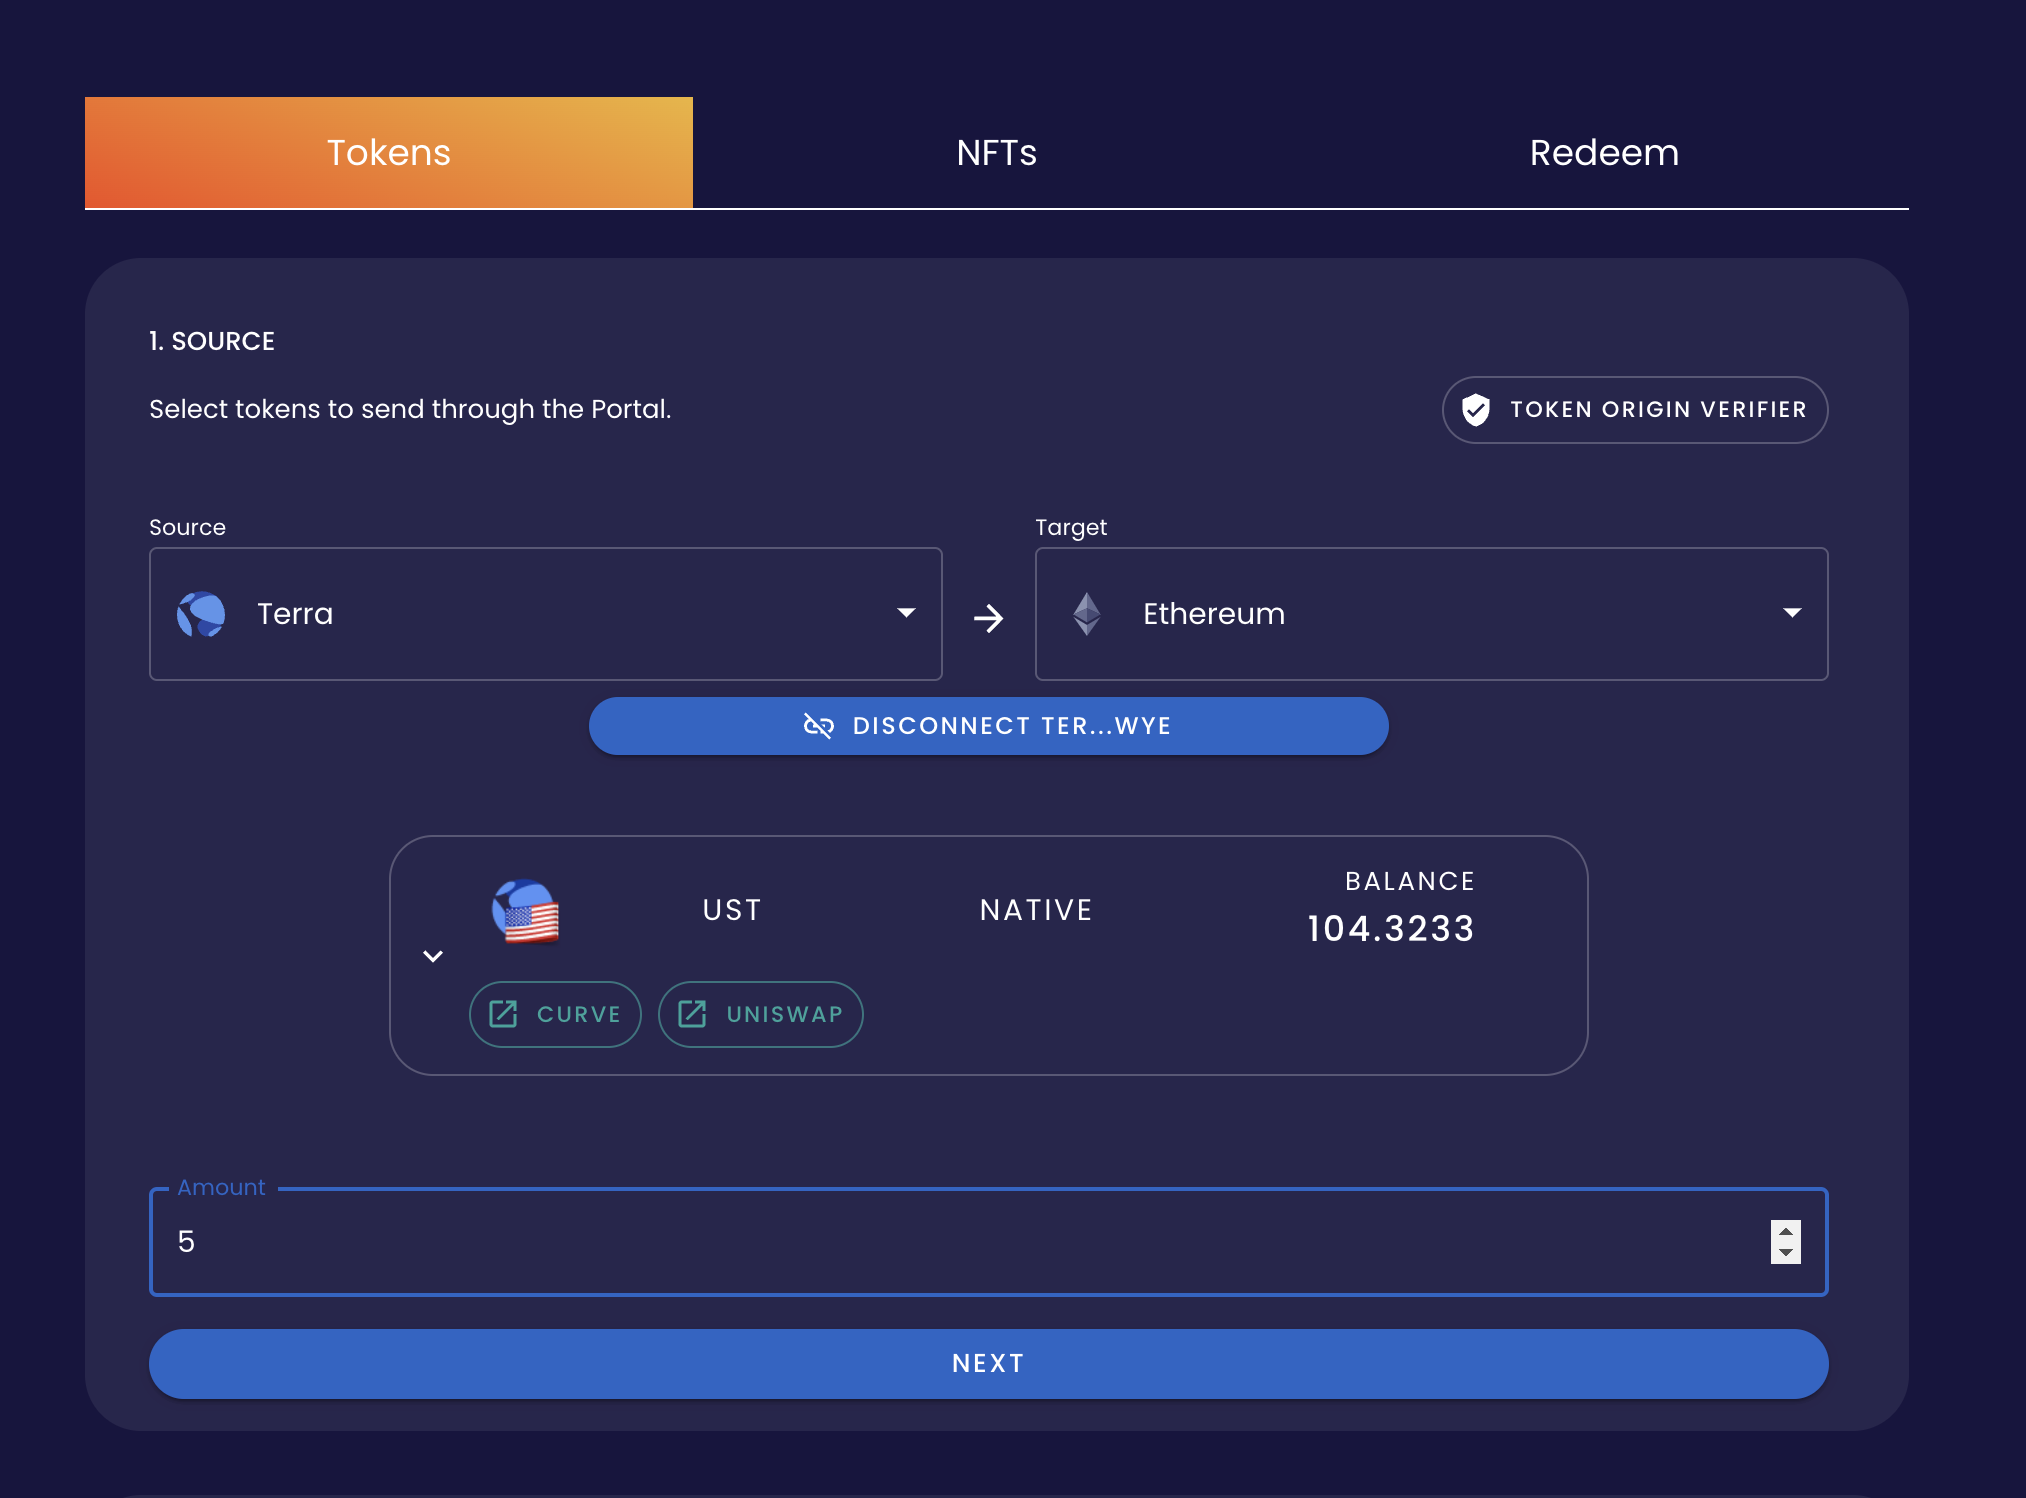 Tokens
NFTs
Redeem
1. SOURCE
Select tokens to send through the Portal.
TOKEN ORIGIN VERIFIER
Source
Target
Terra
Ethereum
DISCONNECT TER...WYE
UST
NATIVE
BALANCE
104.3233
CURVE
UNISWAP
Amount
5
NEXT